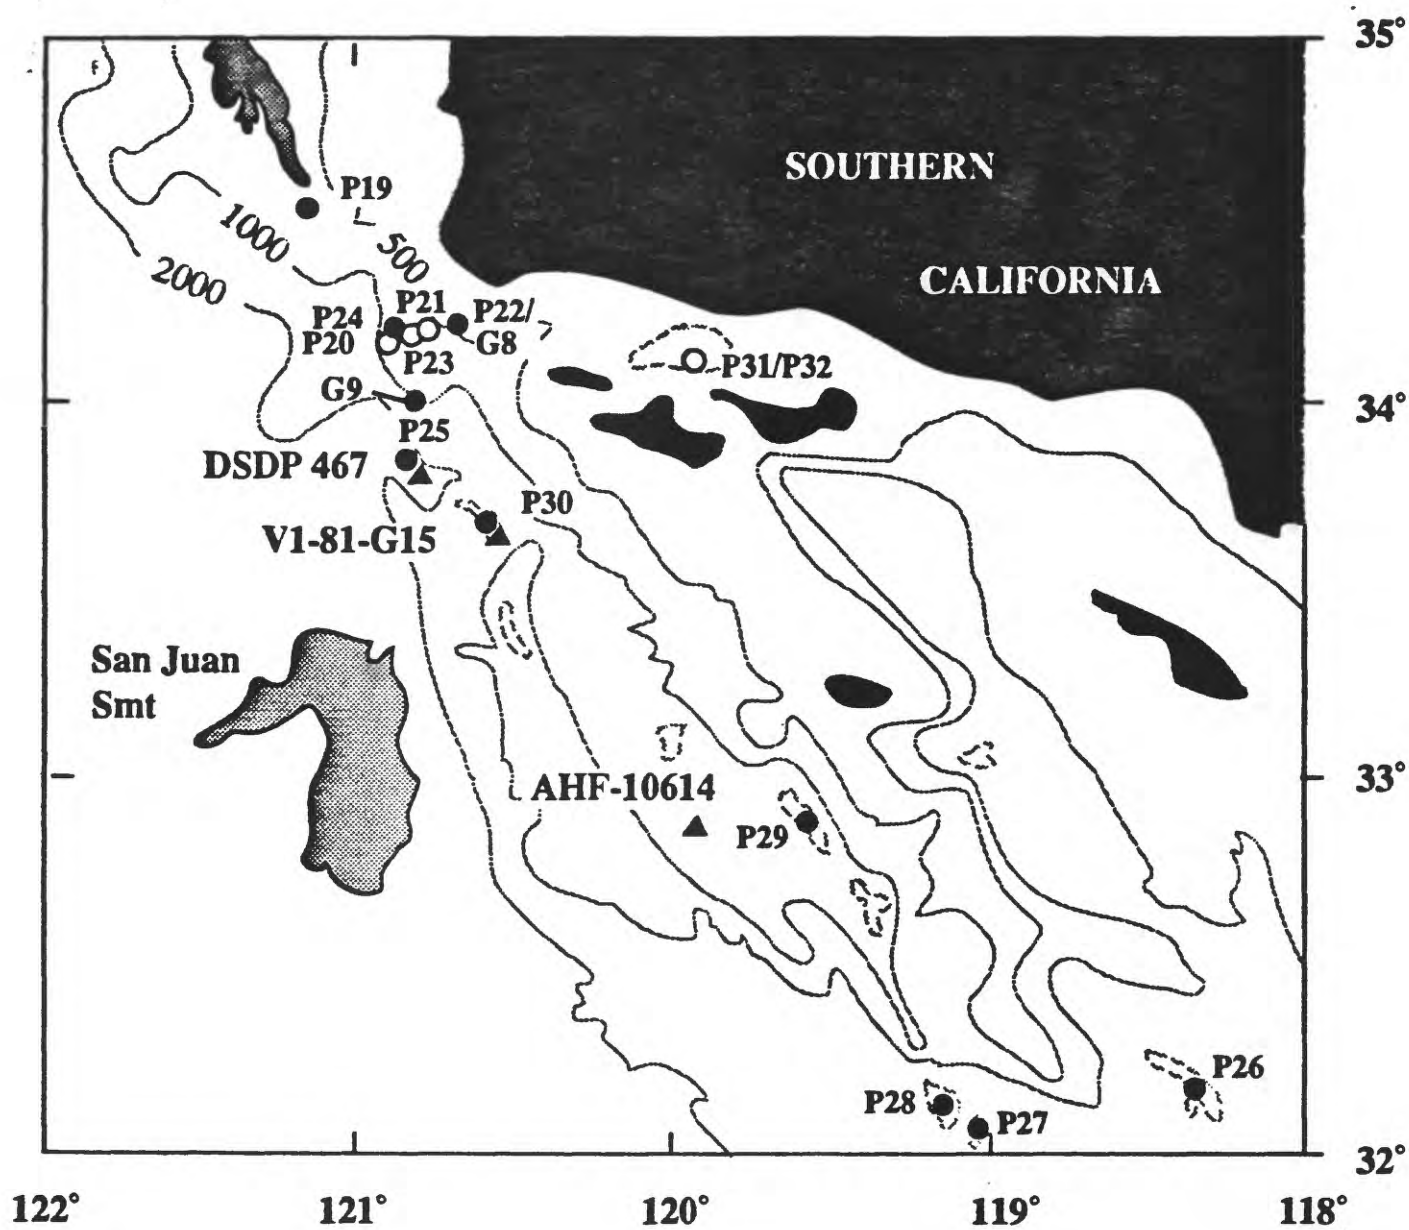 35°
SOUTHERN
P19
1000
500
CALIFORNIA
2000
P21
P24
P22/
P20
G8
P23
P31/P32
G9
34°
P25
DSDP 467
P30
V1-81-G15
San Juan
Smt
33°
AHF-10614
P29
P26
P28
P27
32°
122°
121°
120°
119°
118°